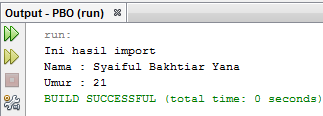 Output - PBO (run)
run:
Ini hasil import
Nama : Syaiful Bakhtiar Yana
Umur : 21
BUILD SUCCESSFUL (total time: 0 seconds)